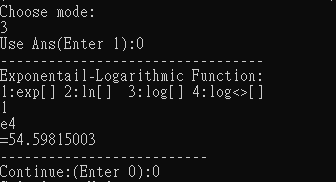 Choose mode:
3
Use Ans(Enter 1):0
---------------------------------
Exponentail-Logarithmic Function:
1:exp[] 2:ln[]  3:log[] 4:log<>[]
1
e4
=54.59815003
--------------------------
Continue:(Enter 0):0